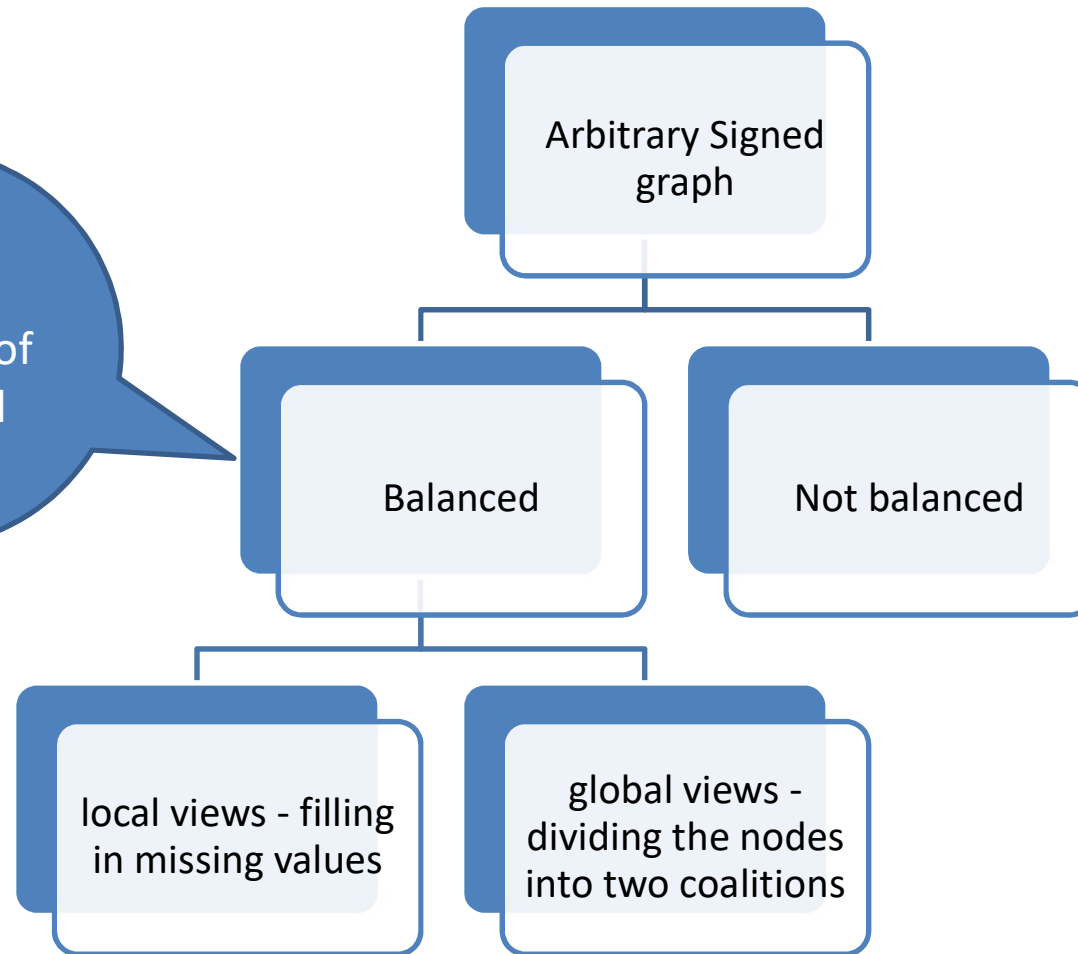 Arbitrary Signed
graph
of
Balanced
Not balanced
local views - filling
in missing values
global views -
dividing the nodes
into two coalitions